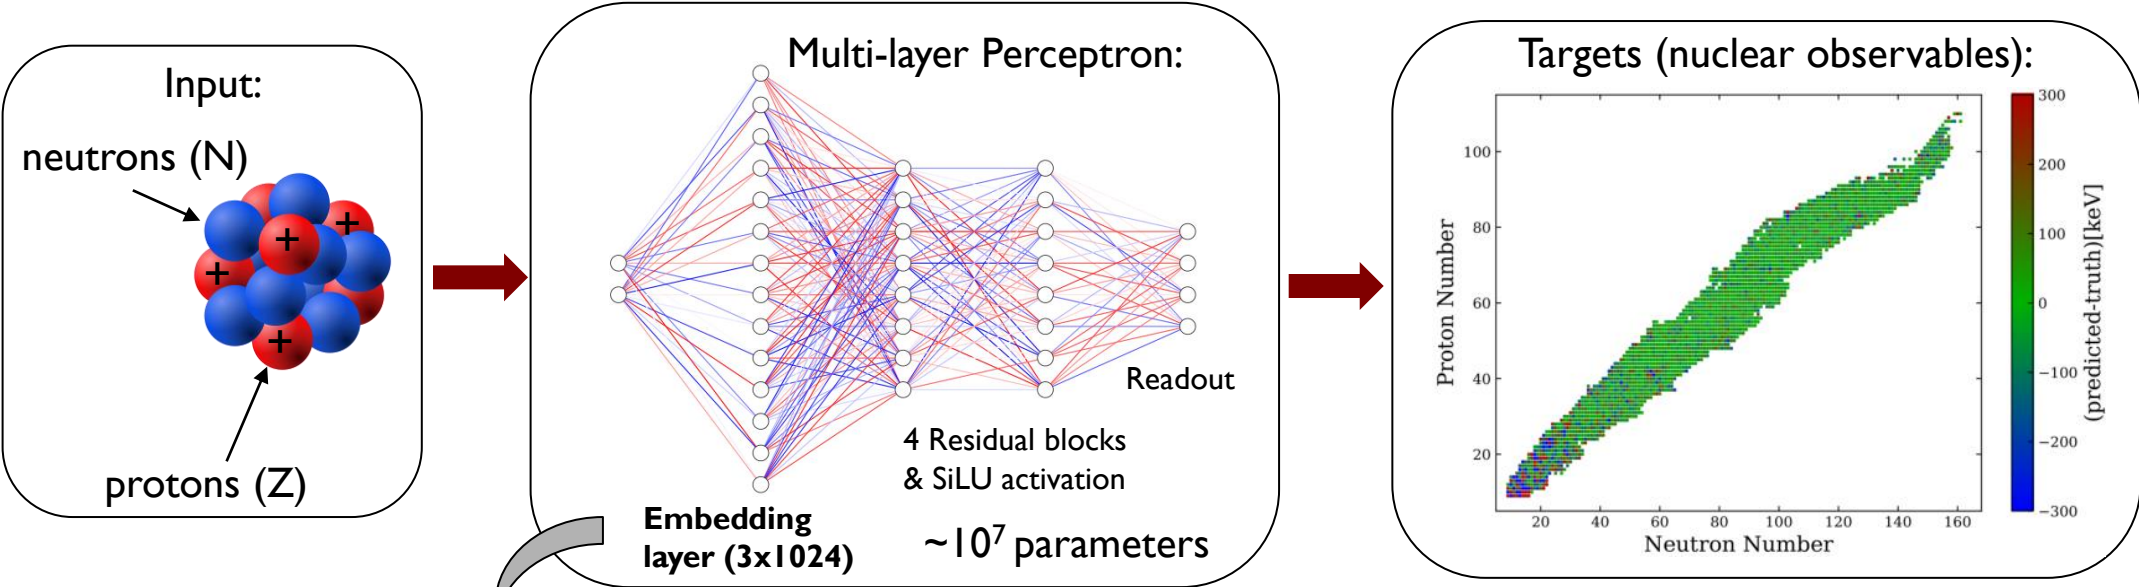 Input:
neutrons (N)
+
+
+
+
protons (Z)
Multi-layer Perceptron:
Readout
4 Residual blocks
& SiLU activation
Embedding
layer (3x1024)
~10⁷ parameters
Targets (nuclear observables):
Proton Number
100
80
60
40
20
20 40 60 80 100 120 140 160
Neutron Number
300
200
100
0
−100
−200
−300
(predicted-truth)[keV]